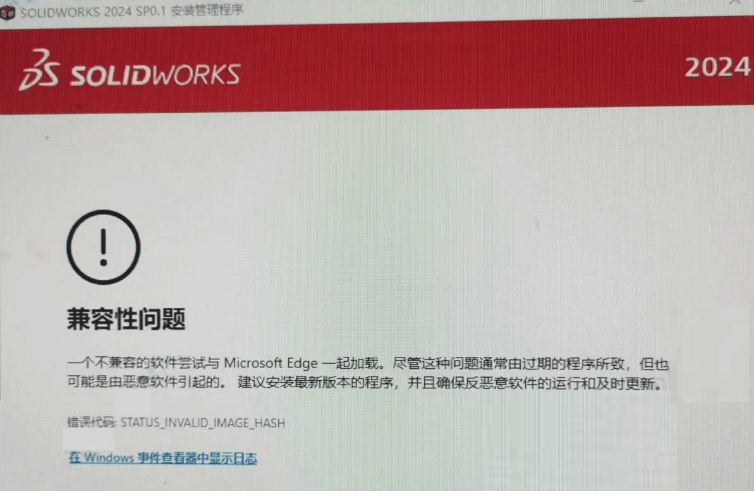 SOLIDWORKS 2024 SP0.1 安装管理程序
SOLIDWORKS
2024
兼容性问题
一个不兼容的软件尝试与 Microsoft Edge 一起加载。尽管这种问题通常由过期的程序所致，但也
可能是由恶意软件引起的。 建议安装最新版本的程序，并且确保反恶意软件的运行和及时更新。
错误代码: STATUS_INVALID_IMAGE_HASH
在 Windows 事件查看器中显示日志